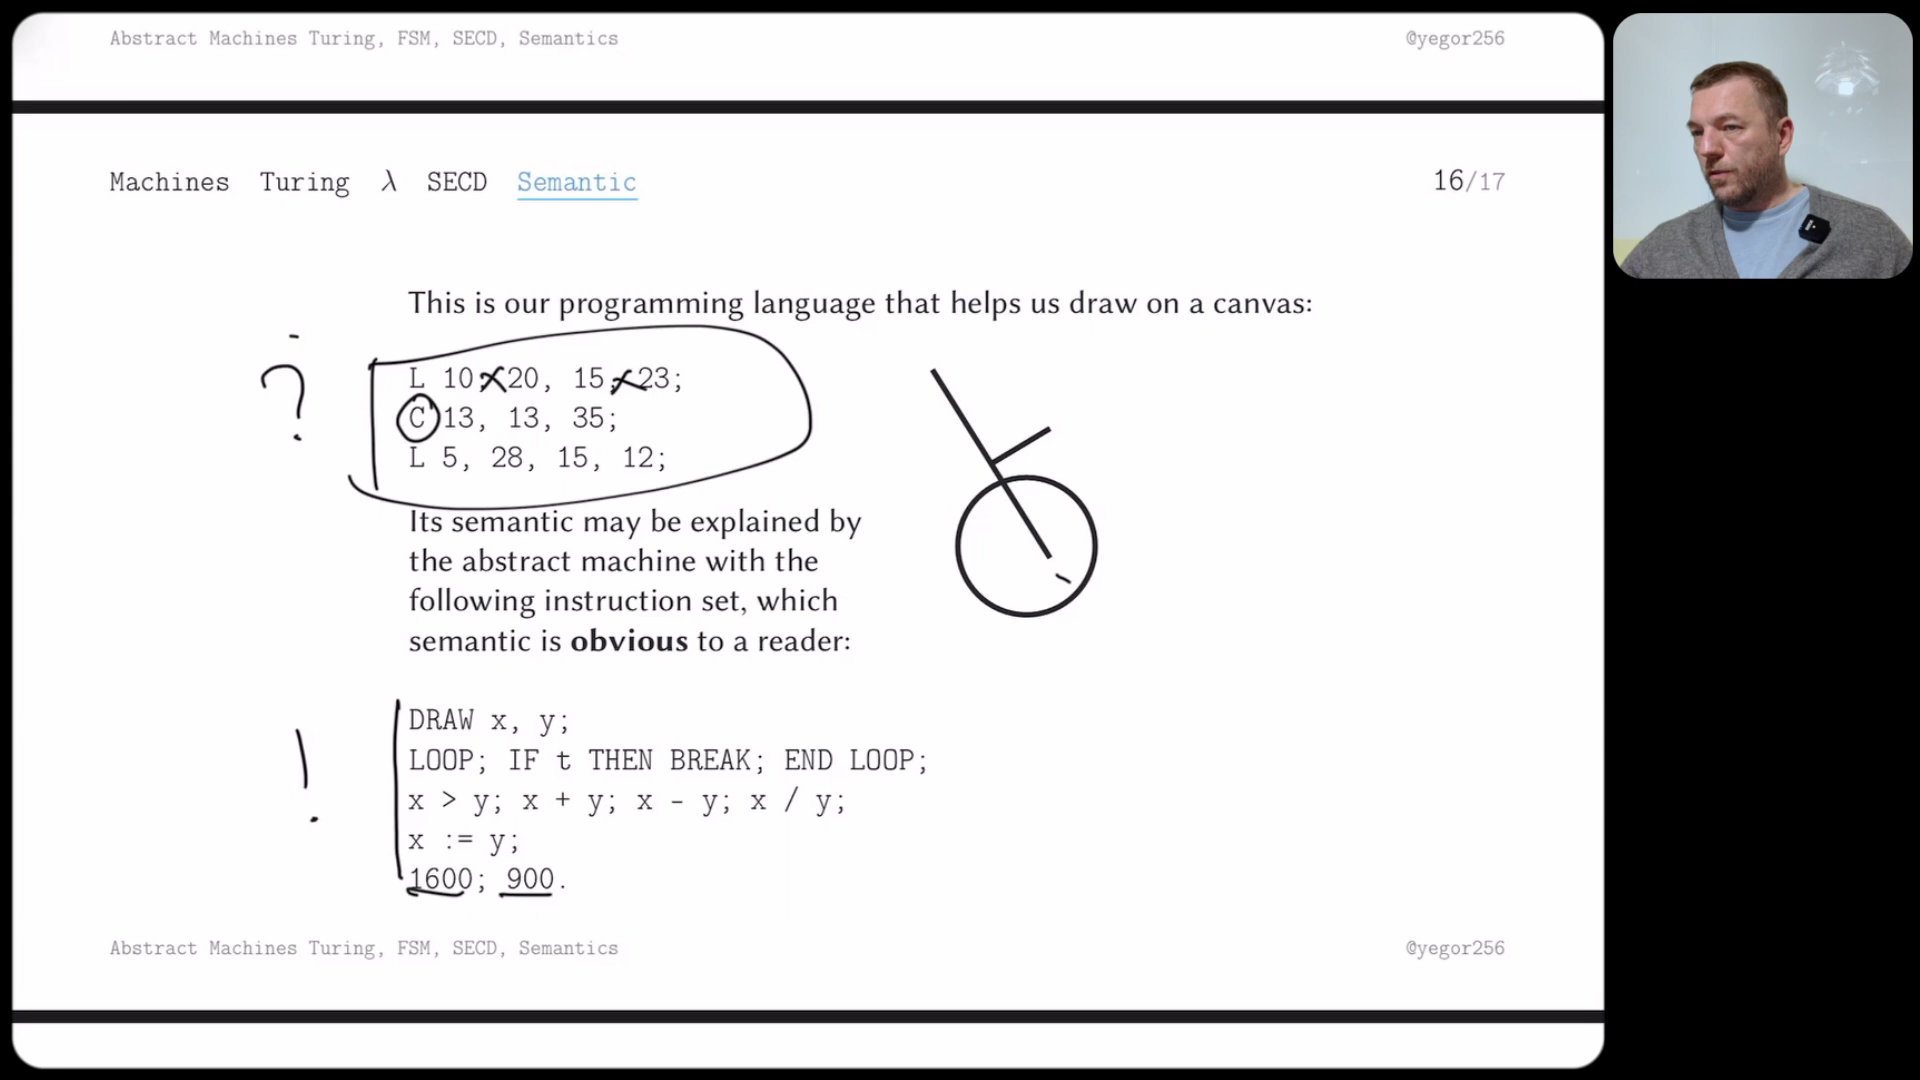 Abstract Machines Turing, FSM, SECD, Semantics @yegor256
Machines Turing λ SECD Semantic 16/17
This is our programming language that helps us draw on a canvas:
?
L 10, 20, 15, 23;
C 13, 13, 35;
L 5, 28, 15, 12;
Its semantic may be explained by
the abstract machine with the
following instruction set, which
semantic is obvious to a reader:
!
DRAW x, y;
LOOP; IF t THEN BREAK; END LOOP;
x > y; x + y; x - y; x / y;
x := y;
1600; 900.
Abstract Machines Turing, FSM, SECD, Semantics @yegor256